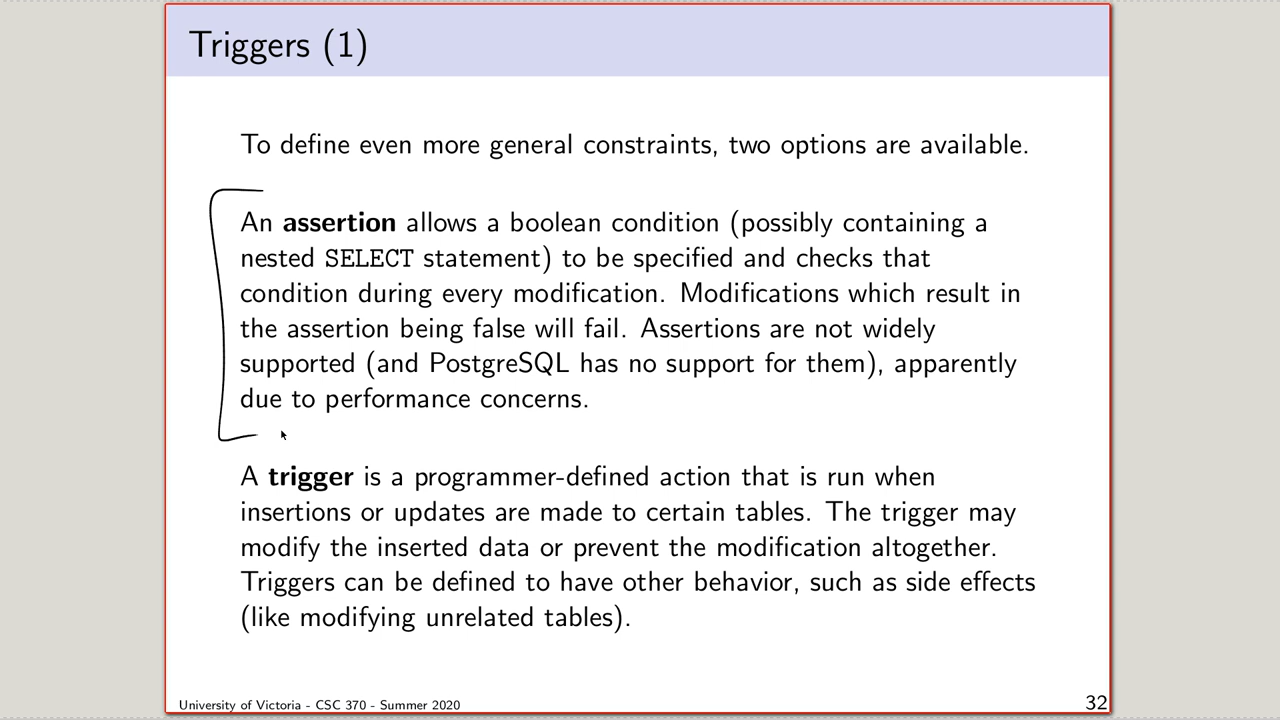 Triggers (1)
To define even more general constraints, two options are available.
An assertion allows a boolean condition (possibly containing a
nested SELECT statement) to be specified and checks that
condition during every modification. Modifications which result in
the assertion being false will fail. Assertions are not widely
supported (and PostgreSQL has no support for them), apparently
due to performance concerns.
A trigger is a programmer-defined action that is run when
insertions or updates are made to certain tables. The trigger may
modify the inserted data or prevent the modification altogether.
Triggers can be defined to have other behavior, such as side effects
(like modifying unrelated tables).
University of Victoria - CSC 370 - Summer 2020
32